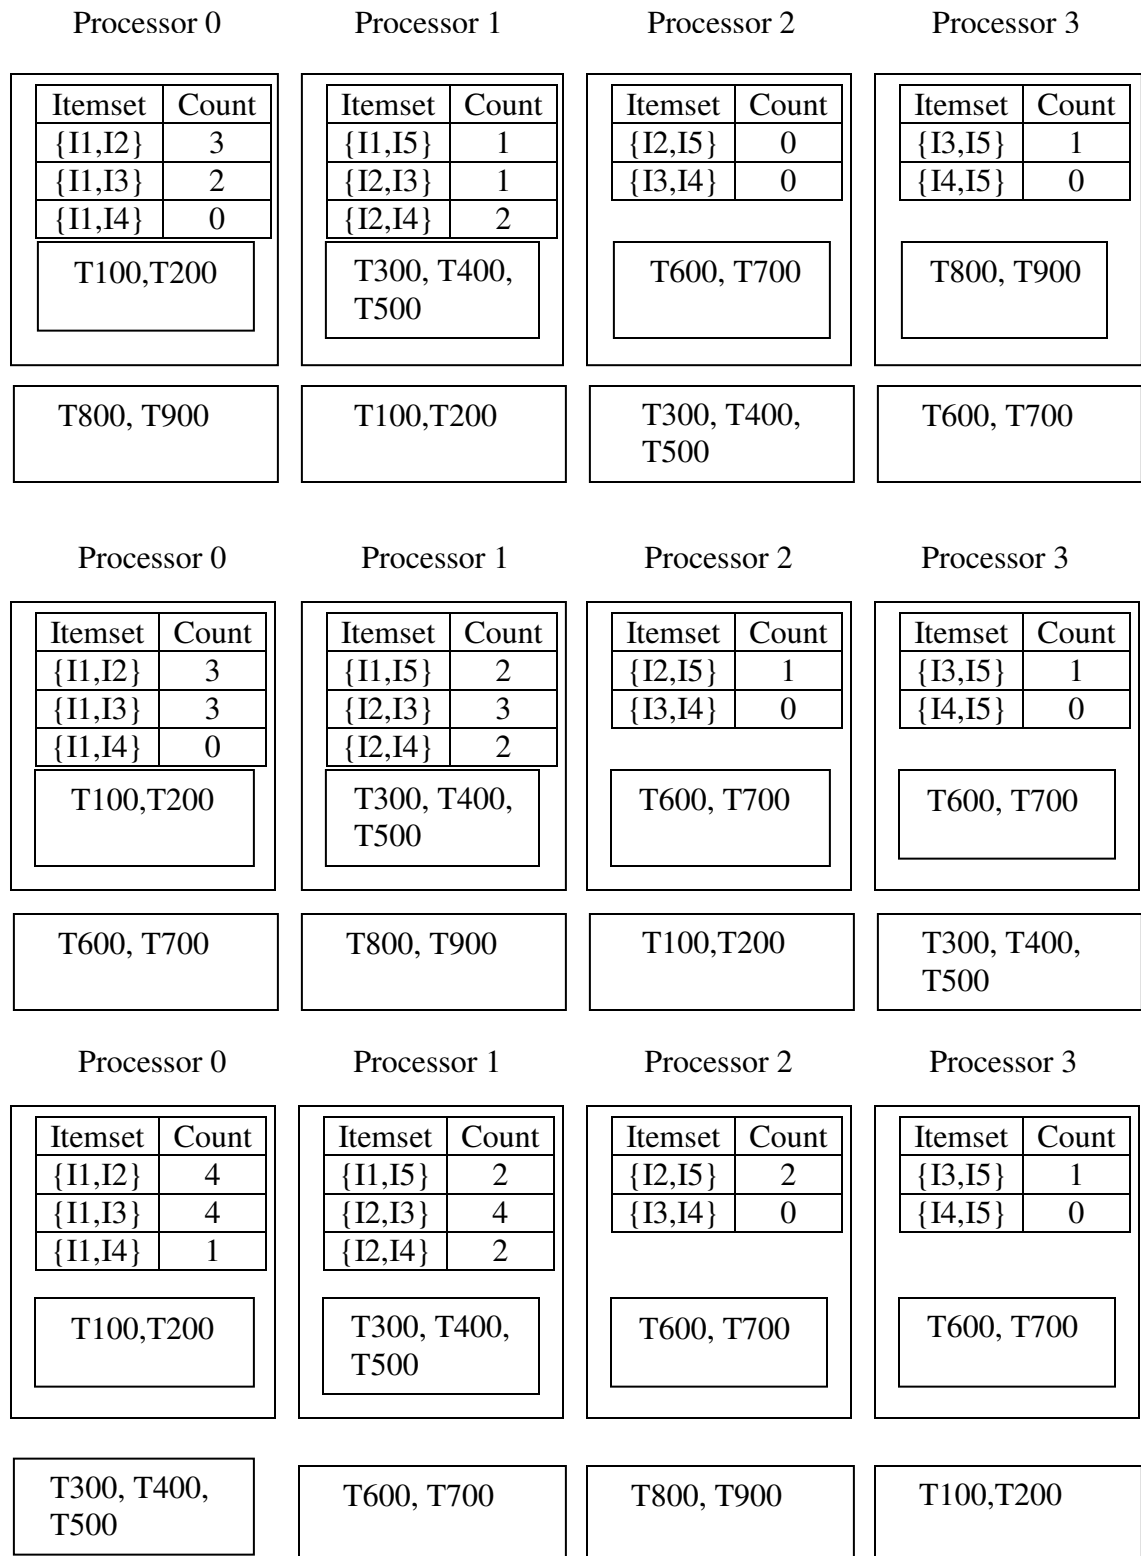 Processor 0 Processor 1 Processor 2 Processor 3
Itemset Count Itemset Count Itemset Count Itemset Count
{I1,I2} 3 {I1,I5} 1 {I2,I5} 0 {I3,I5} 1
{I1,I3} 2 {I2,I3} 1 {I3,I4} 0 {I4,I5} 0
{I1,I4} 0 {I2,I4} 2
T100,T200 T300, T400, T600, T700 T800, T900
T500
T800, T900 T100,T200 T300, T400, T600, T700
T500
Processor 0 Processor 1 Processor 2 Processor 3
Itemset Count Itemset Count Itemset Count Itemset Count
{I1,I2} 3 {I1,I5} 2 {I2,I5} 1 {I3,I5} 1
{I1,I3} 3 {I2,I3} 3 {I3,I4} 0 {I4,I5} 0
{I1,I4} 0 {I2,I4} 2
T100,T200 T300, T400, T600, T700 T600, T700
T500
T600, T700 T800, T900 T100,T200 T300, T400,
T500
Processor 0 Processor 1 Processor 2 Processor 3
Itemset Count Itemset Count Itemset Count Itemset Count
{I1,I2} 4 {I1,I5} 2 {I2,I5} 2 {I3,I5} 1
{I1,I3} 4 {I2,I3} 4 {I3,I4} 0 {I4,I5} 0
{I1,I4} 1 {I2,I4} 2
T100,T200 T300, T400, T600, T700 T600, T700
T500
T300, T400, T600, T700 T800, T900 T100,T200
T500